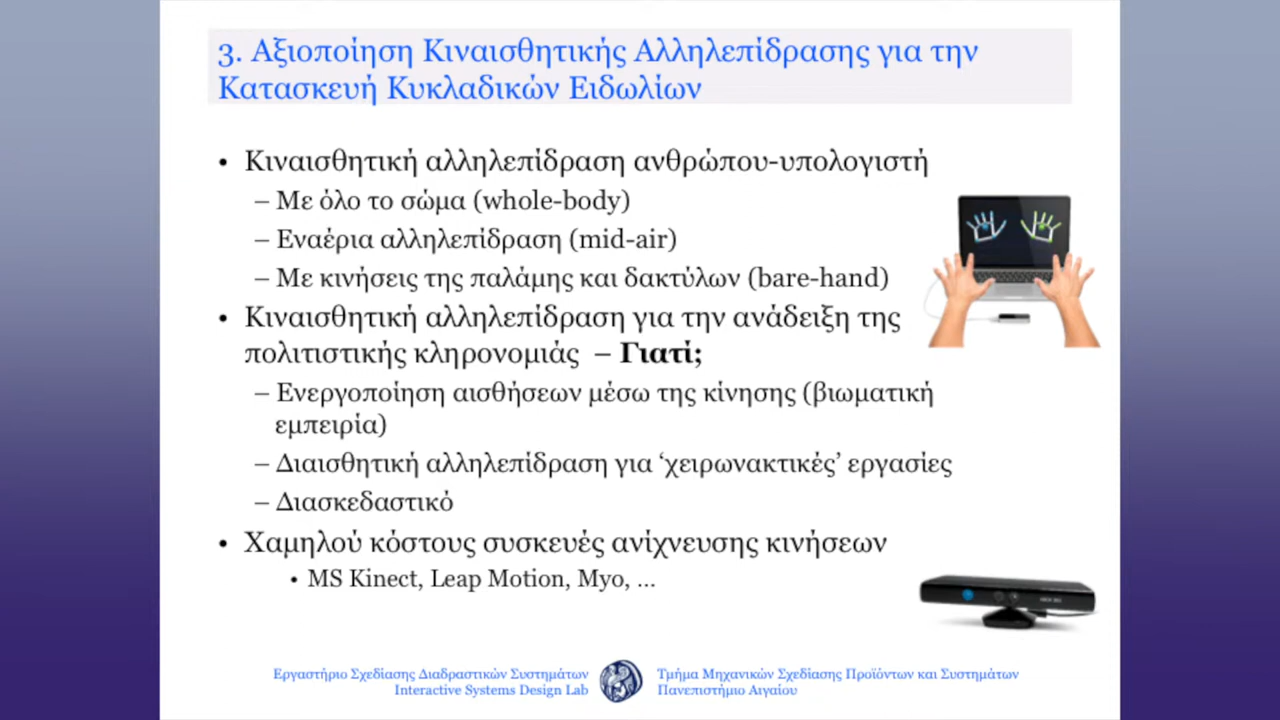 3. Αξιοποίηση Κιναισθητικής Αλληλεπίδρασης για την
Κατασκευή Κυκλαδικών Ειδωλίων
• Κιναισθητική αλληλεπίδραση ανθρώπου-υπολογιστή
– Με όλο το σώμα (whole-body)
– Εναέρια αλληλεπίδραση (mid-air)
– Με κινήσεις της παλάμης και δακτύλων (bare-hand)
• Κιναισθητική αλληλεπίδραση για την ανάδειξη της
πολιτιστικής κληρονομιάς – Γιατί;
– Ενεργοποίηση αισθήσεων μέσω της κίνησης (βιωματική
εμπειρία)
– Διαισθητική αλληλεπίδραση για ‘χειρωνακτικές’ εργασίες
– Διασκεδαστικό
• Χαμηλού κόστους συσκευές ανίχνευσης κινήσεων
• MS Kinect, Leap Motion, Myo, ...
Εργαστήριο Σχεδίασης Διαδραστικών Συστημάτων
Interactive Systems Design Lab
Τμήμα Μηχανικών Σχεδίασης Προϊόντων και Συστημάτων
Πανεπιστήμιο Αιγαίου